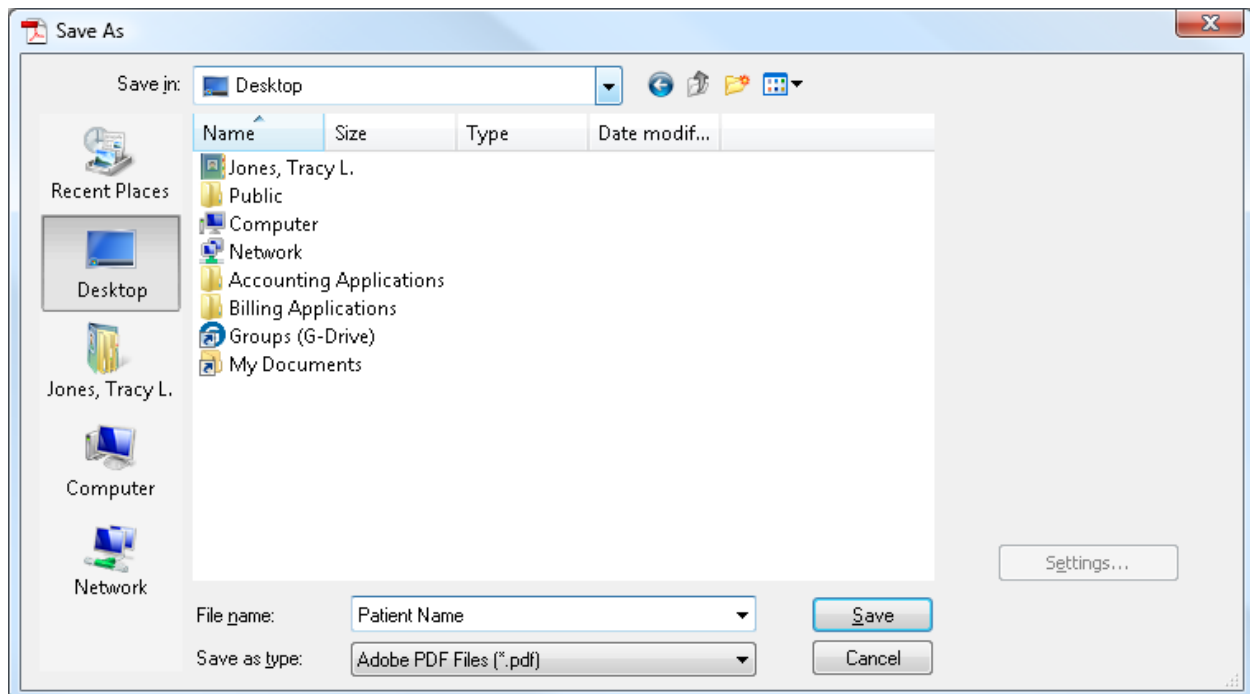 Save As
Save in:
Desktop
Name Size Type Date modif...
Jones, Tracy L.
Public
Computer
Network
Accounting Applications
Billing Applications
Groups (G-Drive)
My Documents
Recent Places
Desktop
Jones, Tracy L.
Computer
Network
Settings...
File name: Patient Name Save
Save as type: Adobe PDF Files (*.pdf) Cancel